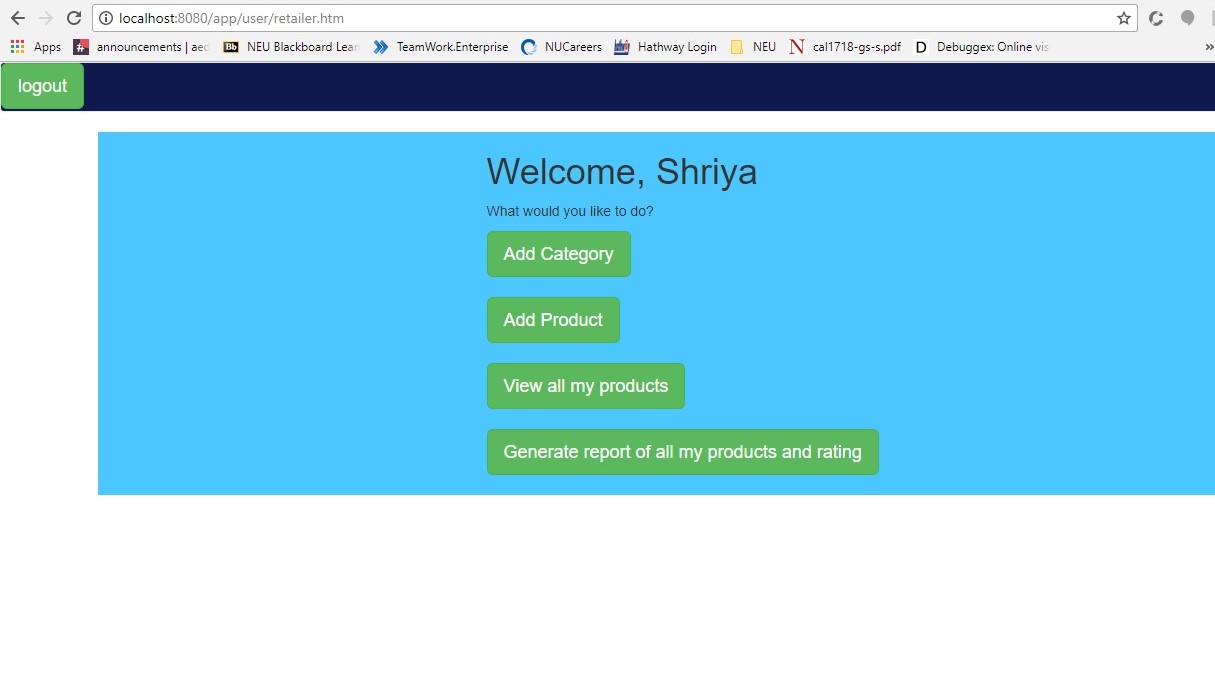 localhost:8080/app/user/retailer.htm
Apps announcements | aed Bb NEU Blackboard Lear TeamWork.Enterprise NUCareers Hathway Login NEU N cal1718-gs-s.pdf D Debuggex: Online vis »
logout
Welcome, Shriya
What would you like to do?
Add Category
Add Product
View all my products
Generate report of all my products and rating